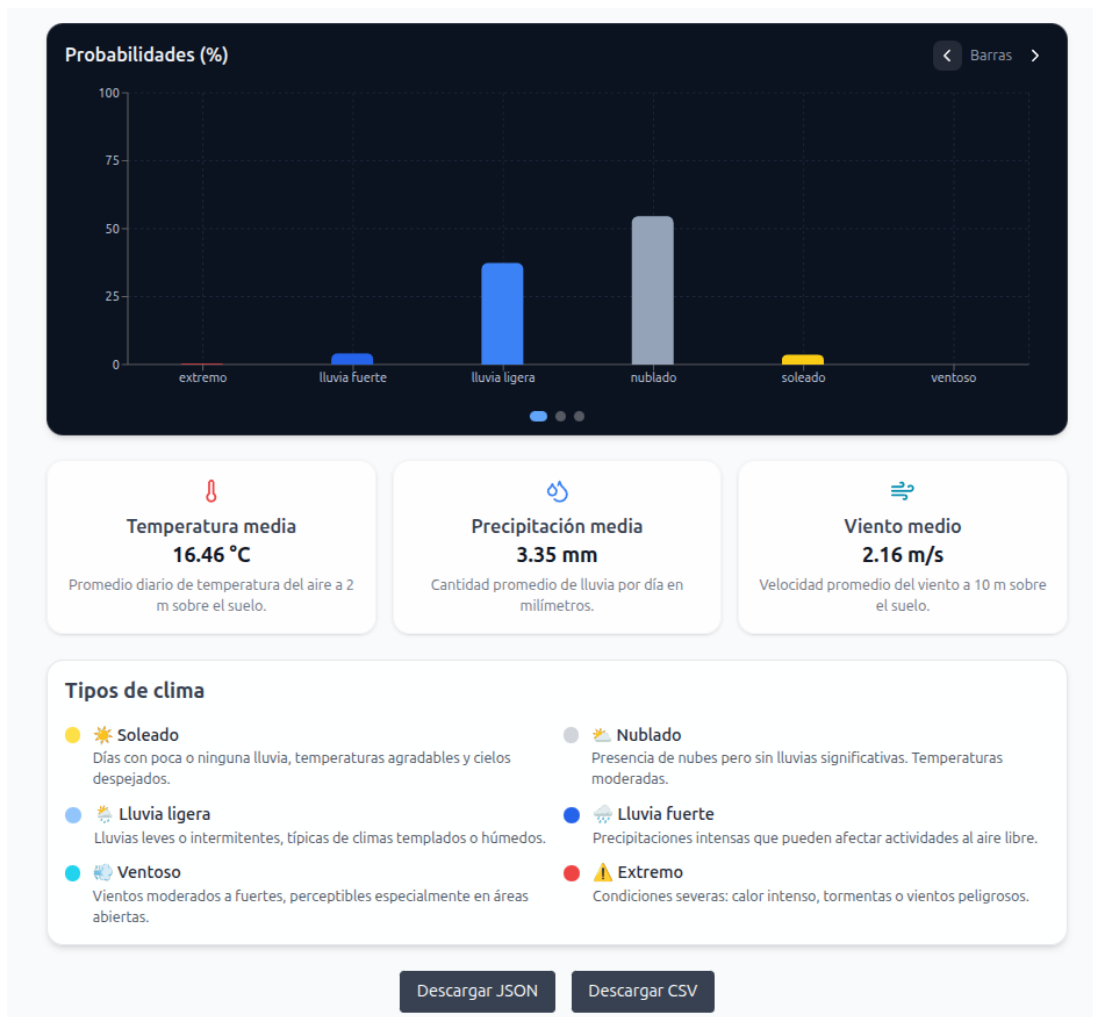 Probabilidades (%)
Barras
100
75
50
25
0
extremo
lluvia fuerte
lluvia ligera
nublado
soleado
ventoso
Temperatura media
16.46 °C
Promedio diario de temperatura del aire a 2
m sobre el suelo.
Precipitación media
3.35 mm
Cantidad promedio de lluvia por día en
milímetros.
Viento medio
2.16 m/s
Velocidad promedio del viento a 10 m sobre
el suelo.
Tipos de clima
Soleado
Días con poca o ninguna lluvia, temperaturas agradables y cielos
despejados.
Nublado
Presencia de nubes pero sin lluvias significativas. Temperaturas
moderadas.
Lluvia ligera
Lluvias leves o intermitentes, típicas de climas templados o húmedos.
Lluvia fuerte
Precipitaciones intensas que pueden afectar actividades al aire libre.
Ventoso
Vientos moderados a fuertes, perceptibles especialmente en áreas
abiertas.
Extremo
Condiciones severas: calor intenso, tormentas o vientos peligrosos.
Descargar JSON
Descargar CSV